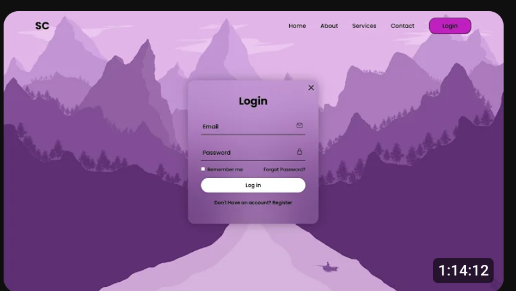 SC
Home About Services Contact Login
Login
Email
Password
Remember me Forgot Password?
Log in
Don't Have an account? Register
1:14:12